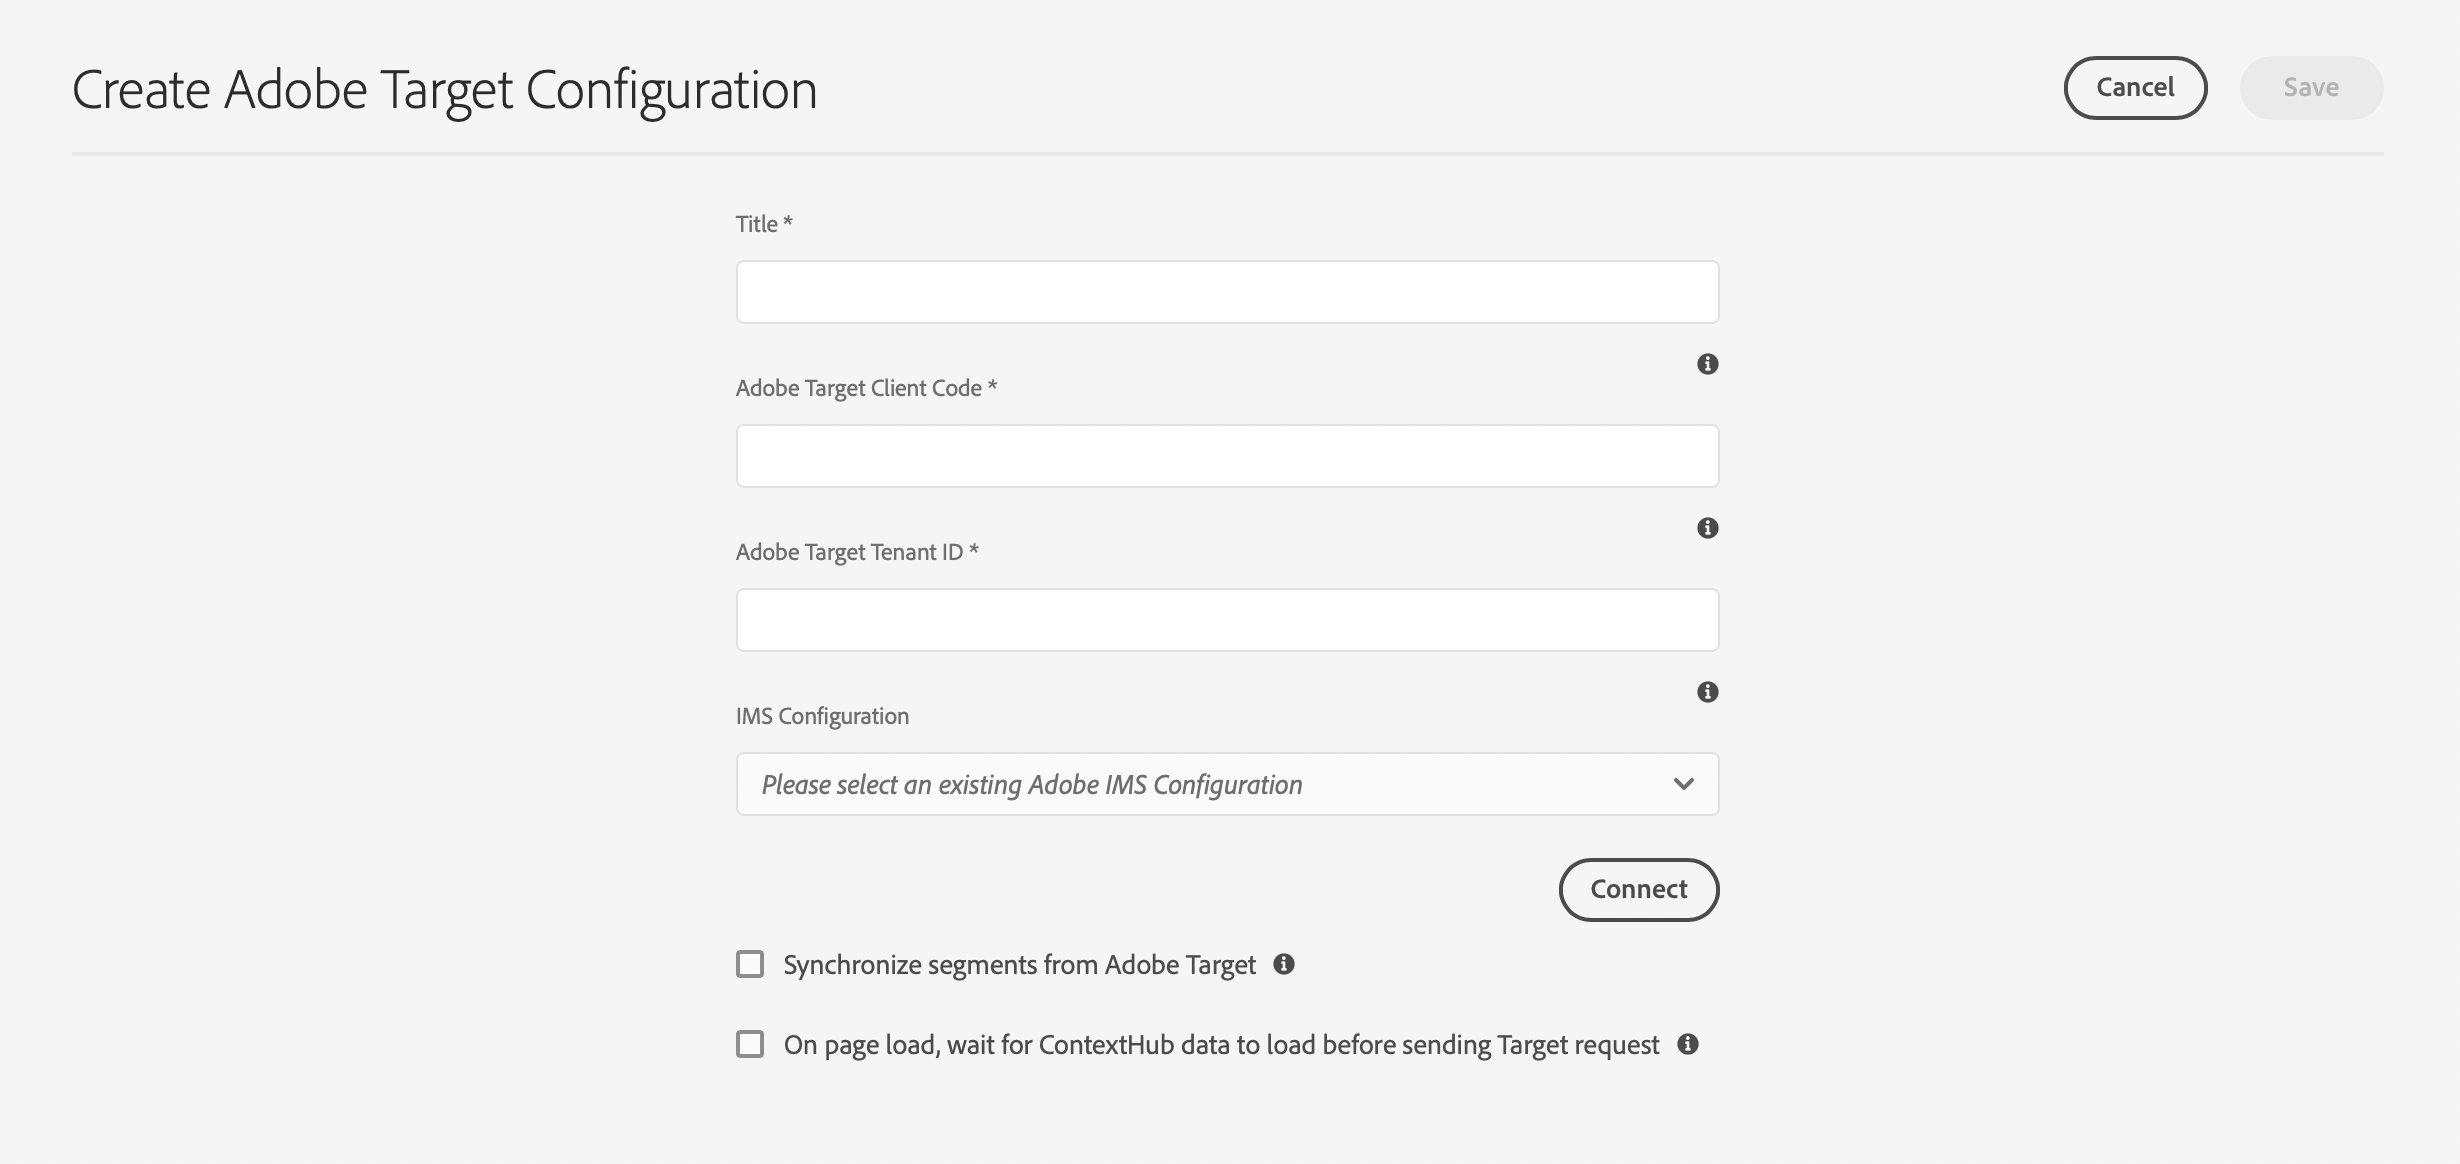 Create Adobe Target Configuration
Cancel
Save
Title *
Adobe Target Client Code *
Adobe Target Tenant ID *
IMS Configuration
Please select an existing Adobe IMS Configuration
Connect
Synchronize segments from Adobe Target
On page load, wait for ContextHub data to load before sending Target request